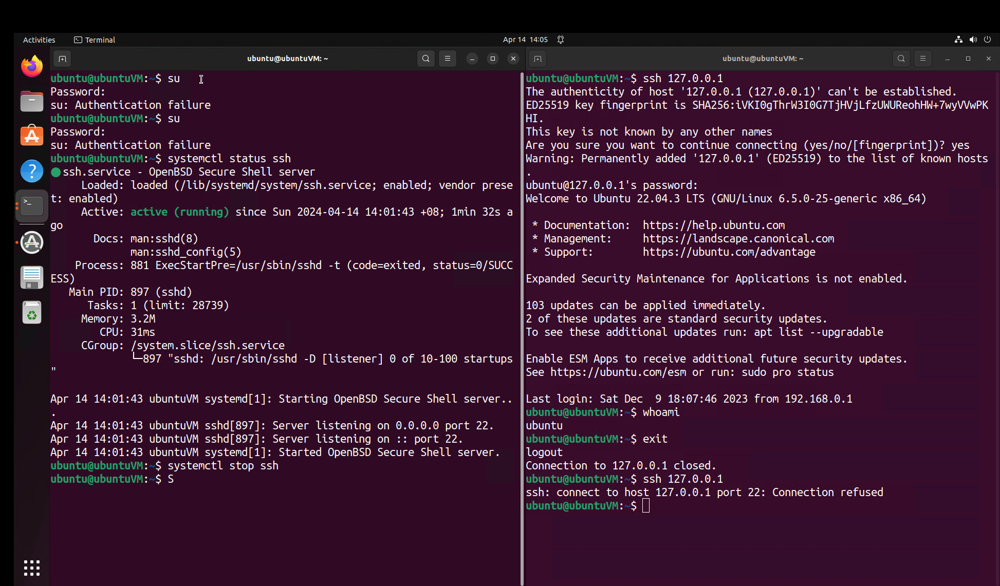 Activities Terminal Apr 14 14:05
ubuntu@ubuntuVM: ~
ubuntu@ubuntuVM:~$ su
Password:
su: Authentication failure
ubuntu@ubuntuVM:~$ su
Password:
su: Authentication failure
ubuntu@ubuntuVM:~$ systemctl status ssh
ssh.service - OpenBSD Secure Shell server
Loaded: loaded (/lib/systemd/system/ssh.service; enabled; vendor prese
t: enabled)
Active: active (running) since Sun 2024-04-14 14:01:43 +08; 1min 32s a
go
Docs: man:sshd(8)
man:sshd_config(5)
Process: 881 ExecStartPre=/usr/sbin/sshd -t (code=exited, status=0/SUCC
ESS)
Main PID: 897 (sshd)
Tasks: 1 (limit: 28739)
Memory: 3.2M
CPU: 31ms
CGroup: /system.slice/ssh.service
└─897 "sshd: /usr/sbin/sshd -D [listener] 0 of 10-100 startups
"
Apr 14 14:01:43 ubuntuVM systemd[1]: Starting OpenBSD Secure Shell server..
.
Apr 14 14:01:43 ubuntuVM sshd[897]: Server listening on 0.0.0.0 port 22.
Apr 14 14:01:43 ubuntuVM sshd[897]: Server listening on :: port 22.
Apr 14 14:01:43 ubuntuVM systemd[1]: Started OpenBSD Secure Shell server.
ubuntu@ubuntuVM:~$ systemctl stop ssh
ubuntu@ubuntuVM:~$ S
ubuntu@ubuntuVM: ~
ubuntu@ubuntuVM:~$ ssh 127.0.0.1
The authenticity of host '127.0.0.1 (127.0.0.1)' can't be established.
ED25519 key fingerprint is SHA256:iVKI0gThrW3I0G7TjHVjLfzUWUReohHW+7wyVVwPK
HI.
This key is not known by any other names
Are you sure you want to continue connecting (yes/no/[fingerprint])? yes
Warning: Permanently added '127.0.0.1' (ED25519) to the list of known hosts
.
ubuntu@127.0.0.1's password:
Welcome to Ubuntu 22.04.3 LTS (GNU/Linux 6.5.0-25-generic x86_64)
* Documentation: https://help.ubuntu.com
* Management: https://landscape.canonical.com
* Support: https://ubuntu.com/advantage
Expanded Security Maintenance for Applications is not enabled.
103 updates can be applied immediately.
2 of these updates are standard security updates.
To see these additional updates run: apt list --upgradable
Enable ESM Apps to receive additional future security updates.
See https://ubuntu.com/esm or run: sudo pro status
Last login: Sat Dec  9 18:07:46 2023 from 192.168.0.1
ubuntu@ubuntuVM:~$ whoami
ubuntu
ubuntu@ubuntuVM:~$ exit
logout
Connection to 127.0.0.1 closed.
ubuntu@ubuntuVM:~$ ssh 127.0.0.1
ssh: connect to host 127.0.0.1 port 22: Connection refused
ubuntu@ubuntuVM:~$